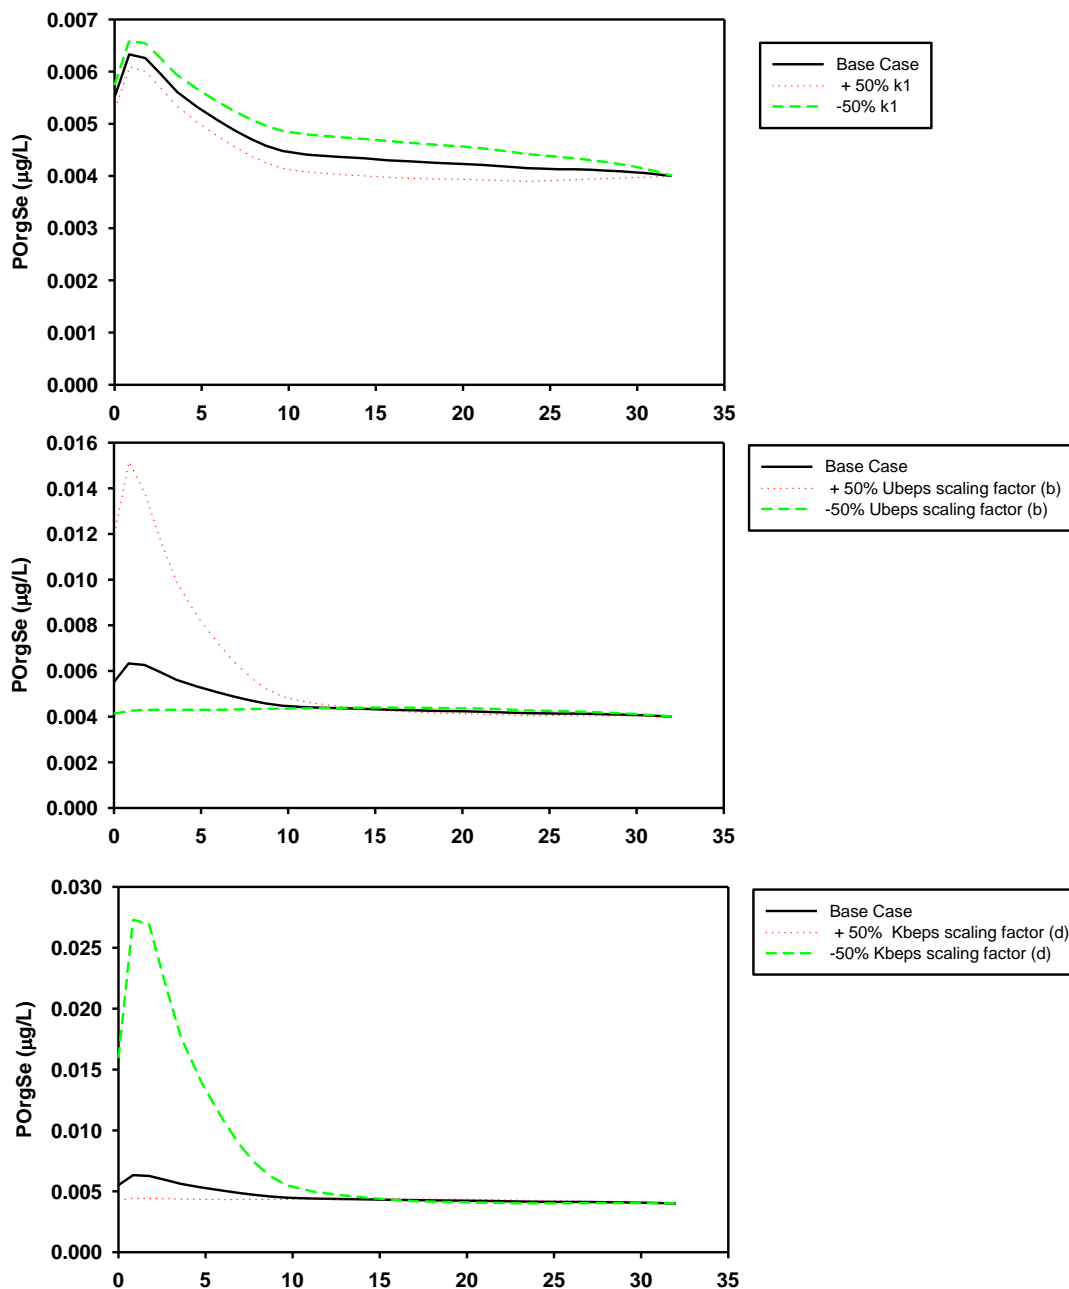 0.007
0.006
0.005
0.004
0.003
0.002
0.001
0.000
POrgSe (µg/L)
0 5 10 15 20 25 30 35
Base Case
+ 50% k1
-50% k1
0.016
0.014
0.012
0.010
0.008
0.006
0.004
0.002
0.000
POrgSe (µg/L)
0 5 10 15 20 25 30 35
Base Case
+ 50% Ubeps scaling factor (b)
-50% Ubeps scaling factor (b)
0.030
0.025
0.020
0.015
0.010
0.005
0.000
POrgSe (µg/L)
0 5 10 15 20 25 30 35
Base Case
+ 50% Kbeps scaling factor (d)
-50% Kbeps scaling factor (d)